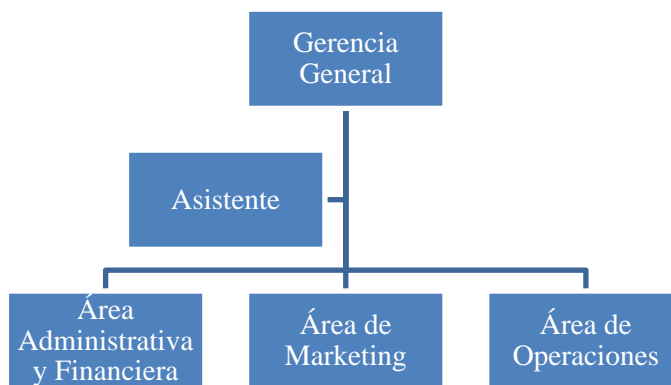 Gerencia
General
Asistente
Área
Administrativa
y Financiera
Área de
Marketing
Área de
Operaciones